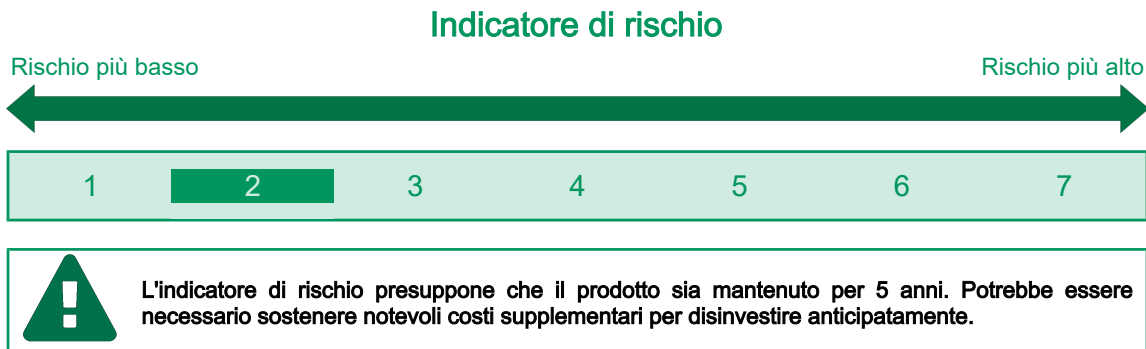 Indicatore di rischio
Rischio più basso
Rischio più alto
1 2 3 4 5 6 7
L'indicatore di rischio presuppone che il prodotto sia mantenuto per 5 anni. Potrebbe essere
necessario sostenere notevoli costi supplementari per disinvestire anticipatamente.